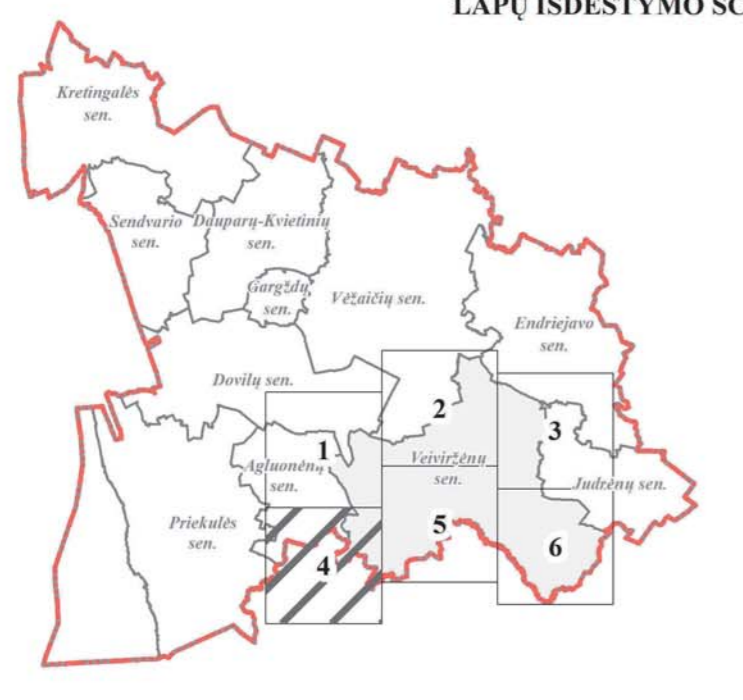 LAPŲ IŠDĖSTYMO SC
Kretingalės
sen.
Sendvario
sen.
Dauparų-Kvietinių
sen.
Gargždų
sen.
Vėžaičių sen.
Endriejavo
sen.
Dovilų sen.
2
3
1
Agluonėnų
sen.
Veiviržėnų
sen.
Judrėnų sen.
Priekulės
sen.
5
6
4